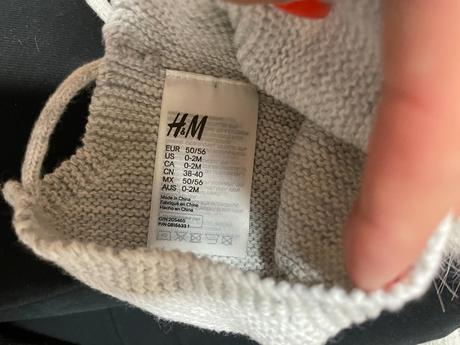 H&M
EUR 50/56
US 0-2M
CA 0-2M
CN 38-40
MX 50/56
AUS 0-2M
Made in China
Fabriqué en Chine
Hecho en China
O/N 205465